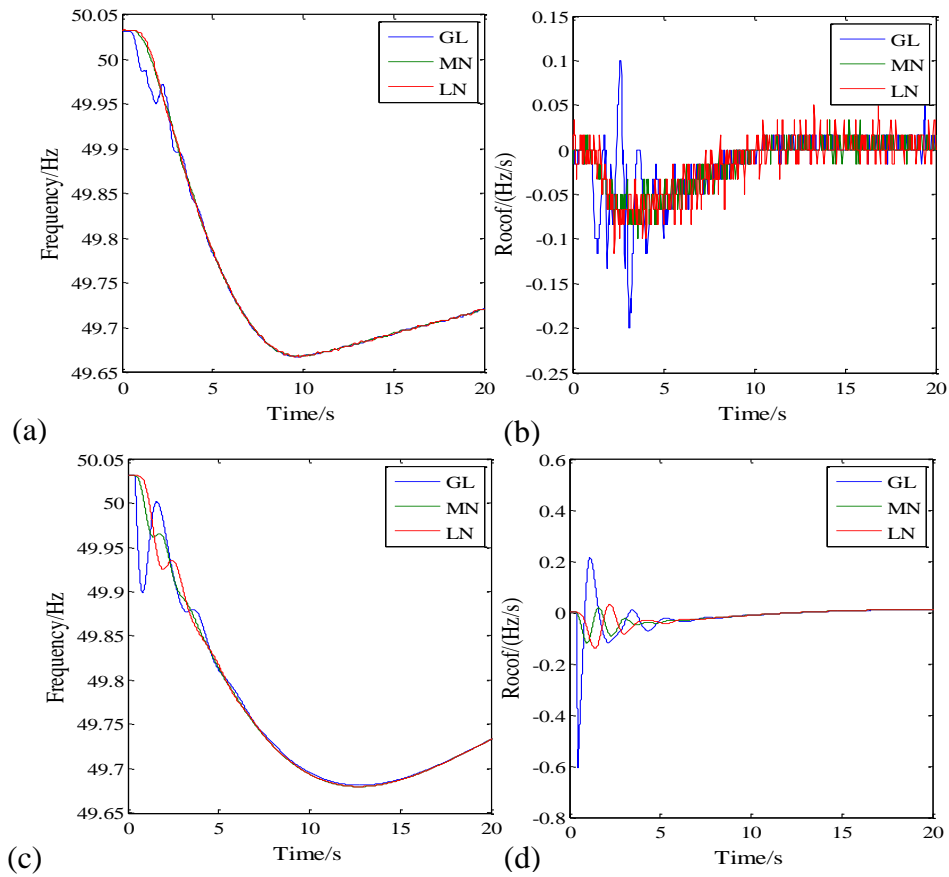 50.05
50
49.95
49.9
49.85
49.8
49.75
49.7
49.65
0
5
10
15
20
Frequency/Hz
Time/s
GL
MN
LN
(a)
0.15
0.1
0.05
0
-0.05
-0.1
-0.15
-0.2
-0.25
0
5
10
15
20
Rocof/(Hz/s)
Time/s
GL
MN
LN
(b)
50.05
50
49.95
49.9
49.85
49.8
49.75
49.7
49.65
0
5
10
15
20
Frequency/Hz
Time/s
GL
MN
LN
(c)
0.6
0.4
0.2
0
-0.2
-0.4
-0.6
-0.8
0
5
10
15
20
Rocof/(Hz/s)
Time/s
GL
MN
LN
(d)